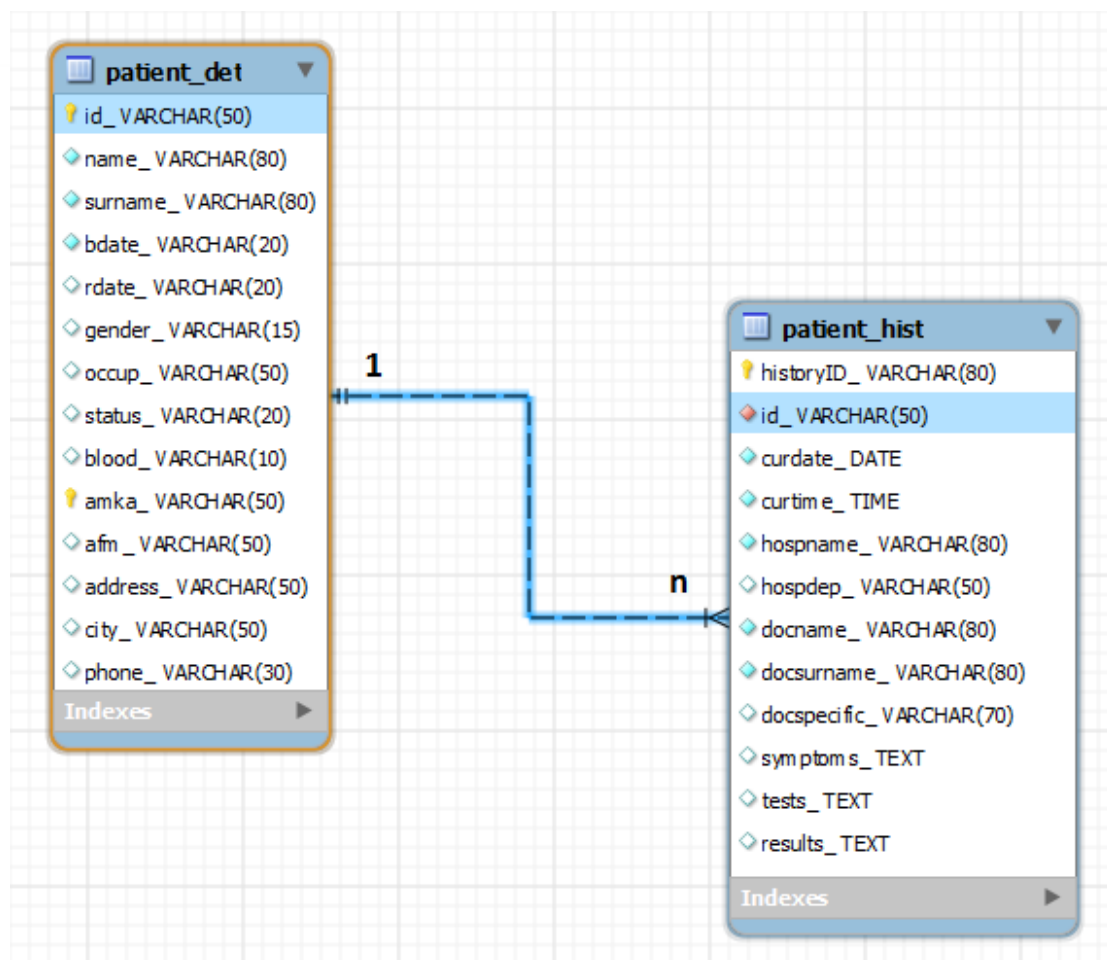 patient_det
id_ VARCHAR(50)
name_ VARCHAR(80)
surname_ VARCHAR(80)
bdate_ VARCHAR(20)
rdate_ VARCHAR(20)
gender_ VARCHAR(15)
occup_ VARCHAR(50)
status_ VARCHAR(20)
blood_ VARCHAR(10)
amka_ VARCHAR(50)
afm_ VARCHAR(50)
address_ VARCHAR(50)
city_ VARCHAR(50)
phone_ VARCHAR(30)
Indexes
1
n
patient_hist
historyID_ VARCHAR(80)
id_ VARCHAR(50)
curdate_ DATE
curtime_ TIME
hospname_ VARCHAR(80)
hospdep_ VARCHAR(50)
docname_ VARCHAR(80)
docsurname_ VARCHAR(80)
docspecific_ VARCHAR(70)
symptoms_ TEXT
tests_ TEXT
results_ TEXT
Indexes